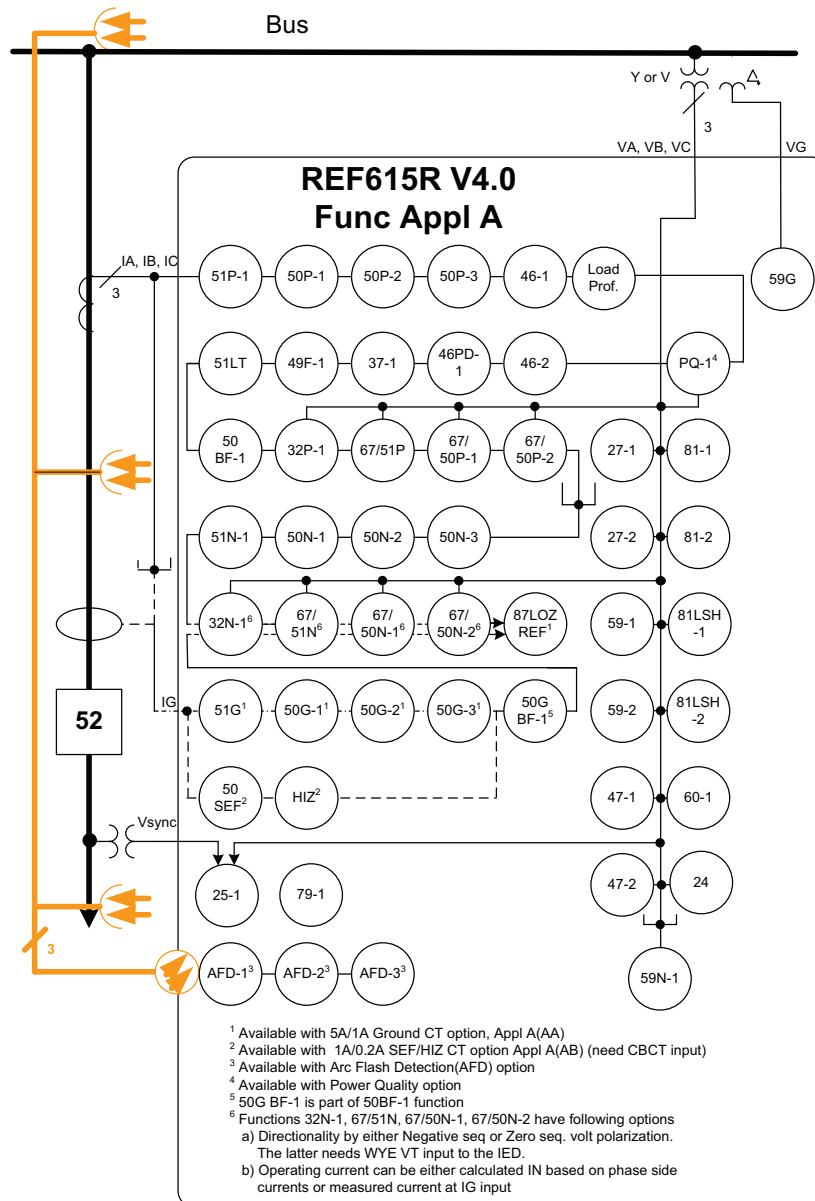 Bus
Y or V
3
VA, VB, VC
VG
REF615R V4.0
Func Appl A
IA, IB, IC
3
51P-1
50P-1
50P-2
50P-3
46-1
Load
Prof.
59G
51LT
49F-1
37-1
46PD-
1
46-2
PQ-1⁴
50
BF-1
32P-1
67/51P
67/
50P-1
67/
50P-2
27-1
81-1
51N-1
50N-1
50N-2
50N-3
27-2
81-2
32N-1⁶
67/
51N⁶
67/
50N-1⁶
67/
50N-2⁶
87LOZ
REF¹
59-1
81LSH
-1
52
IG
51G¹
50G-1¹
50G-2¹
50G-3¹
50G
BF-1⁵
59-2
81LSH
-2
50
SEF²
HIZ²
47-1
60-1
Vsync
25-1
79-1
47-2
24
3
AFD-1³
AFD-2³
AFD-3³
59N-1
¹ Available with 5A/1A Ground CT option, Appl A(AA)
² Available with 1A/0.2A SEF/HIZ CT option Appl A(AB) (need CBCT input)
³ Available with Arc Flash Detection(AFD) option
⁴ Available with Power Quality option
⁵ 50G BF-1 is part of 50BF-1 function
⁶ Functions 32N-1, 67/51N, 67/50N-1, 67/50N-2 have following options
a) Directionality by either Negative seq or Zero seq. volt polarization.
The latter needs WYE VT input to the IED.
b) Operating current can be either calculated IN based on phase side
currents or measured current at IG input